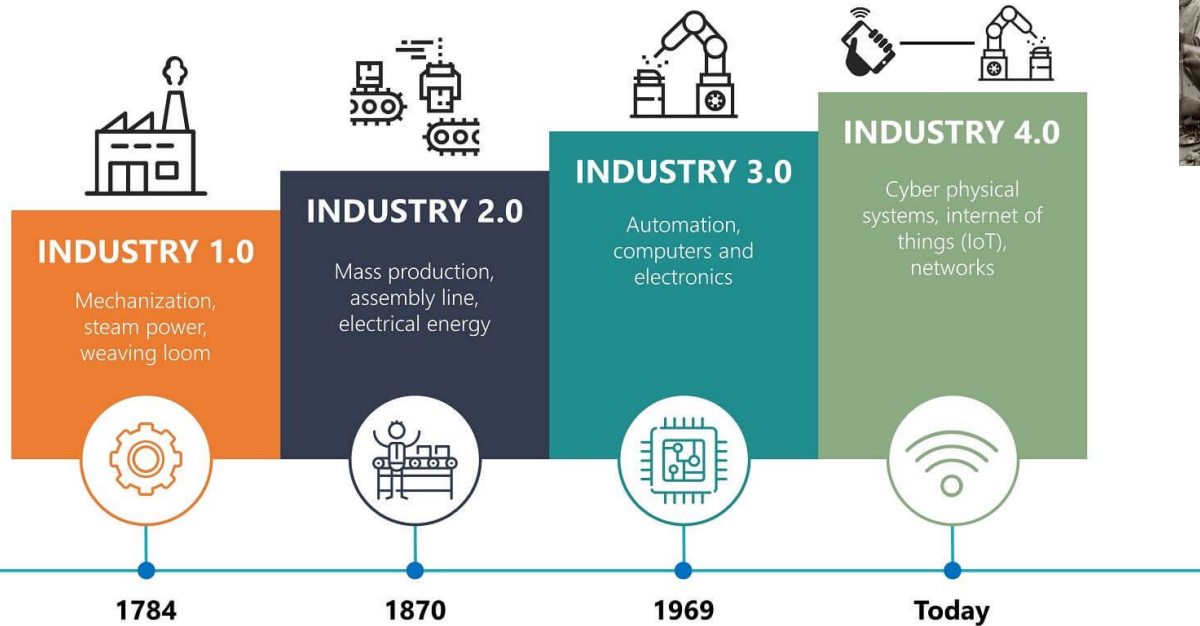 INDUSTRY 1.0
Mechanization,
steam power,
weaving loom
1784
INDUSTRY 2.0
Mass production,
assembly line,
electrical energy
1870
INDUSTRY 3.0
Automation,
computers and
electronics
1969
INDUSTRY 4.0
Cyber physical
systems, internet of
things (IoT),
networks
Today